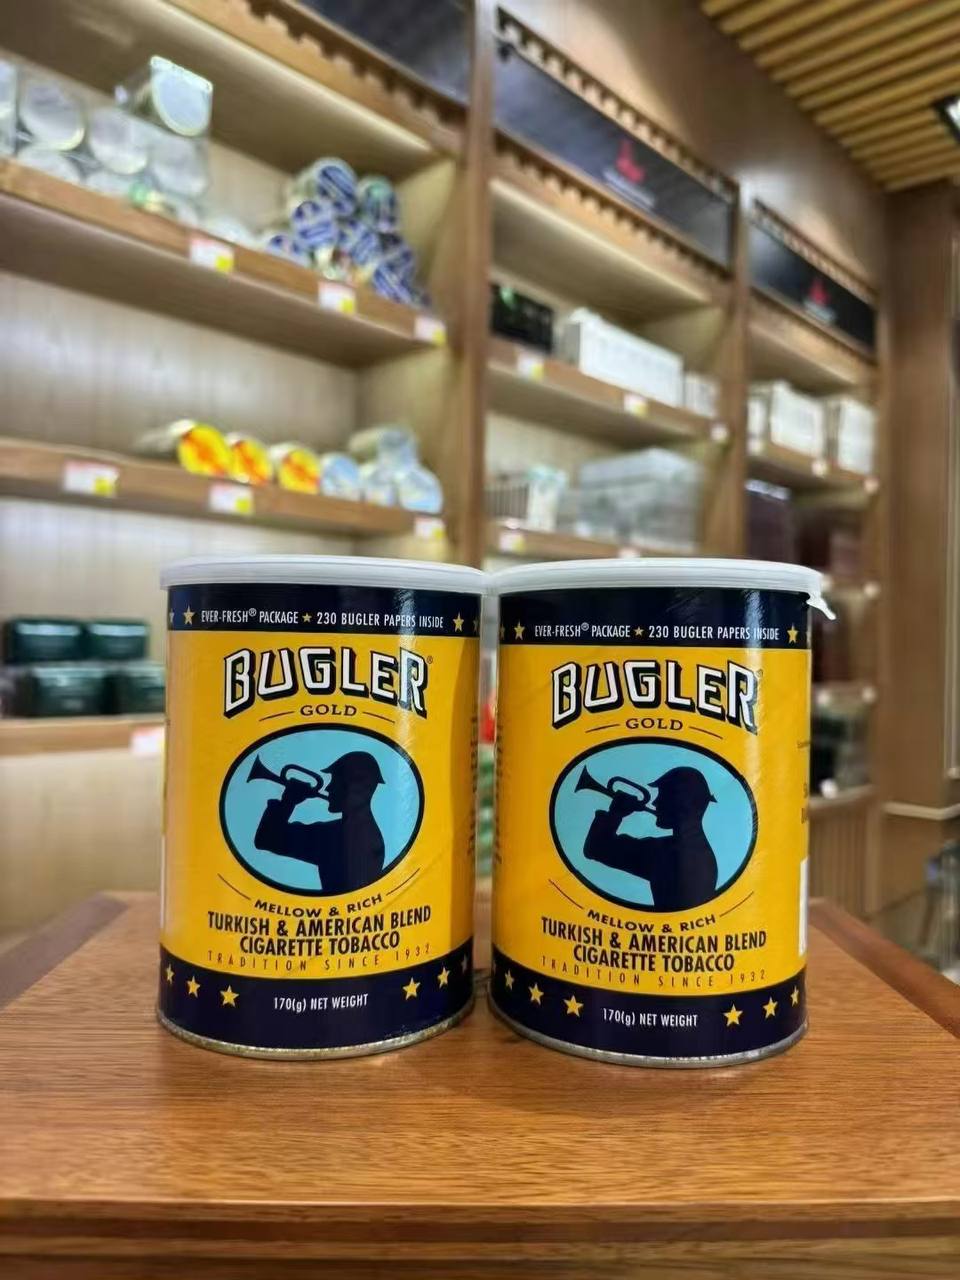 EVER-FRESH® PACKAGE ★ 230 BUGLER PAPERS INSIDE
BUGLER®
GOLD
MELLOW & RICH
TURKISH & AMERICAN BLEND
CIGARETTE TOBACCO
TRADITION SINCE 1932
170(g) NET WEIGHT
EVER-FRESH® PACKAGE ★ 230 BUGLER PAPERS INSIDE
BUGLER
GOLD
MELLOW & RICH
TURKISH & AMERICAN BLEND
CIGARETTE TOBACCO
TRADITION SINCE 1932
170(g) NET WEIGHT